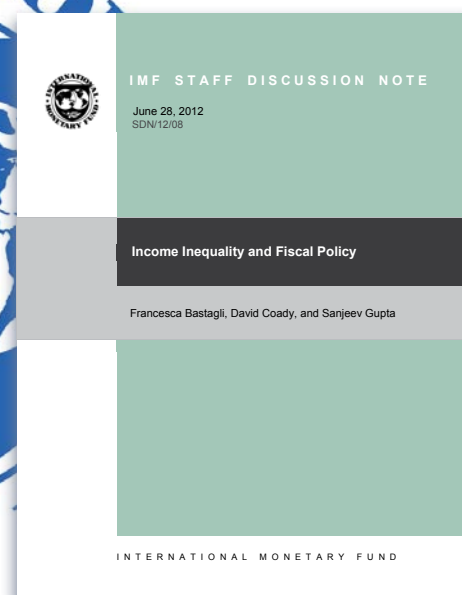 INTERNATIONAL MONETARY FUND
IMF STAFF DISCUSSION NOTE
June 28, 2012
SDN/12/08
Income Inequality and Fiscal Policy
Francesca Bastagli, David Coady, and Sanjeev Gupta
INTERNATIONAL MONETARY FUND